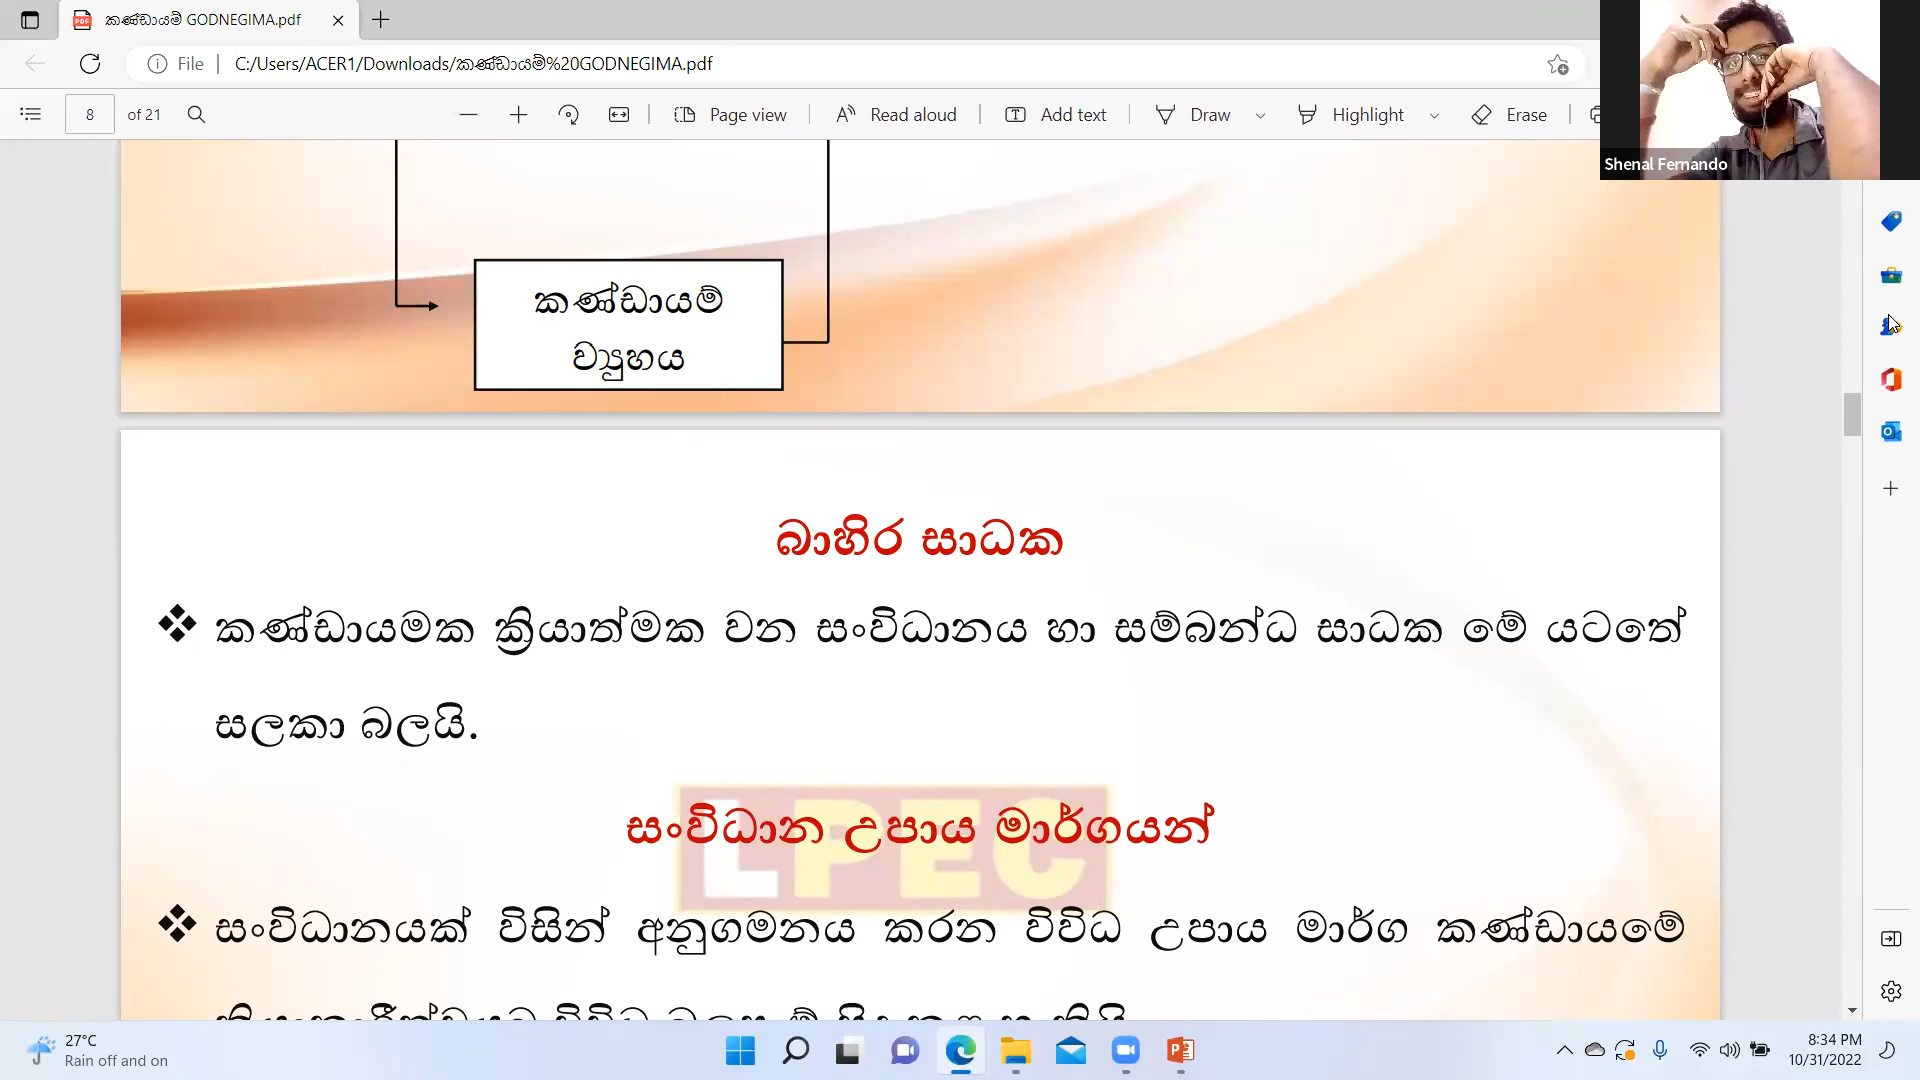 කණ්ඩායම් GODNEGIMA.pdf
File
C:/Users/ACER1/Downloads/කණ්ඩායම්%20GODNEGIMA.pdf
8 of 21
Page view
Read aloud
Add text
Draw
Highlight
Erase
Shenal Fernando
කණ්ඩායම්
ව්‍යුහය
බාහිර සාධක
❖ කණ්ඩායමක ක්‍රියාත්මක වන සංවිධානය හා සම්බන්ධ සාධක මේ යටතේ
සලකා බලයි.
LPEC
සංවිධාන උපාය මාර්ගයන්
❖ සංවිධානයක් විසින් අනුගමනය කරන විවිධ උපාය මාර්ග කණ්ඩායමේ
27°C
Rain off and on
8:34 PM
10/31/2022